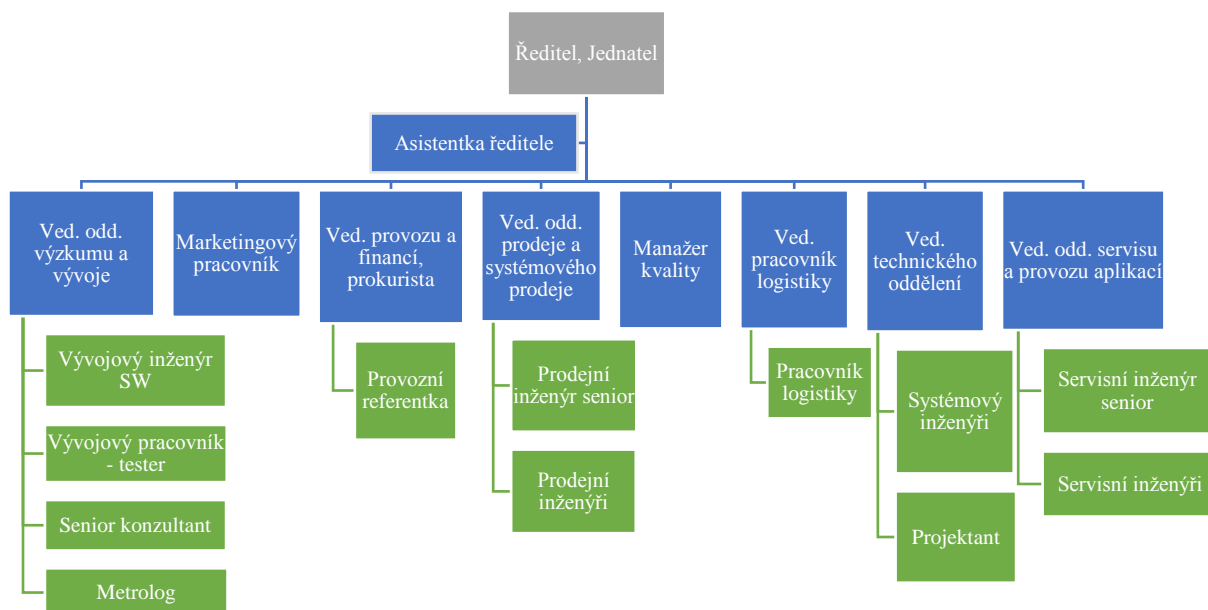 Ředitel, Jednatel
Asistentka ředitele
Ved. odd.
výzkumu a
vývoje
Marketingový
pracovník
Ved. provozu a
financí,
prokurista
Ved. odd.
prodeje a
systémového
prodeje
Manažer
kvality
Ved.
pracovník
logistiky
Ved.
technického
oddělení
Ved. odd. servisu
a provozu aplikací
Vývojový inženýr
SW
Vývojový pracovník
- tester
Senior konzultant
Metrolog
Provozní
referentka
Prodejní
inženýr senior
Prodejní
inženýři
Pracovník
logistiky
Systémový
inženýři
Projektant
Servisní inženýr
senior
Servisní inženýři